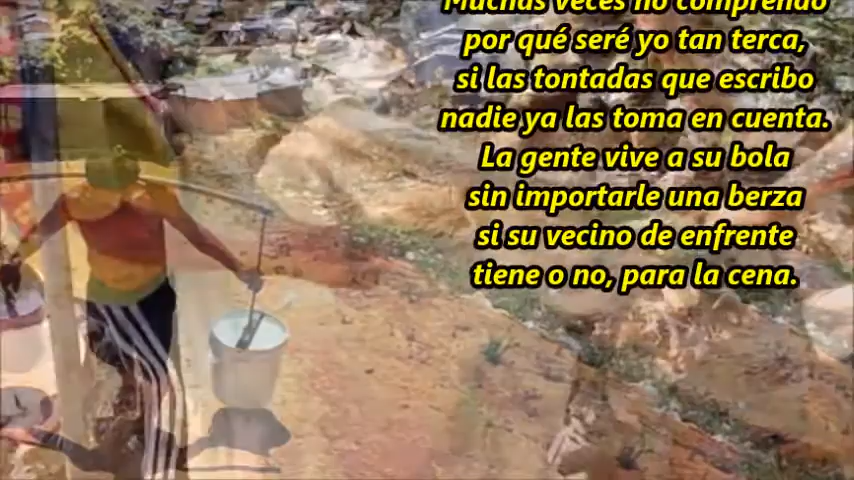 Muchas veces no comprendo
por qué seré yo tan terca,
si las tontadas que escribo
nadie ya las toma en cuenta.
La gente vive a su bola
sin importarle una berza
si su vecino de enfrente
tiene o no, para la cena.